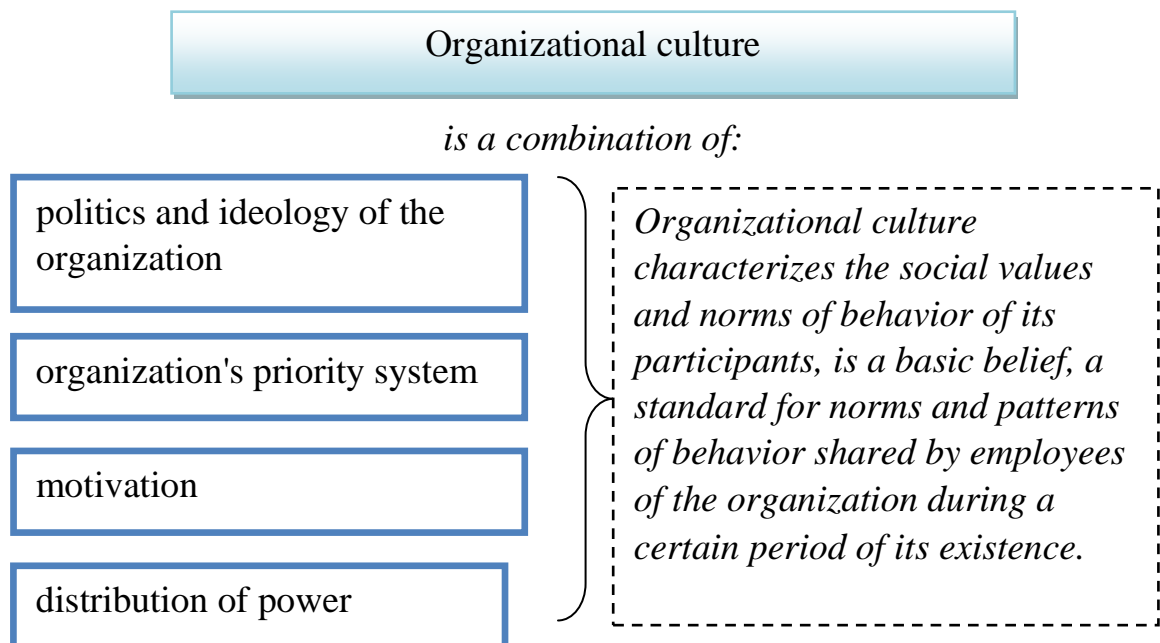 Organizational culture
is a combination of:
politics and ideology of the
organization
organization's priority system
motivation
distribution of power
Organizational culture
characterizes the social values
and norms of behavior of its
participants, is a basic belief, a
standard for norms and patterns
of behavior shared by employees
of the organization during a
certain period of its existence.